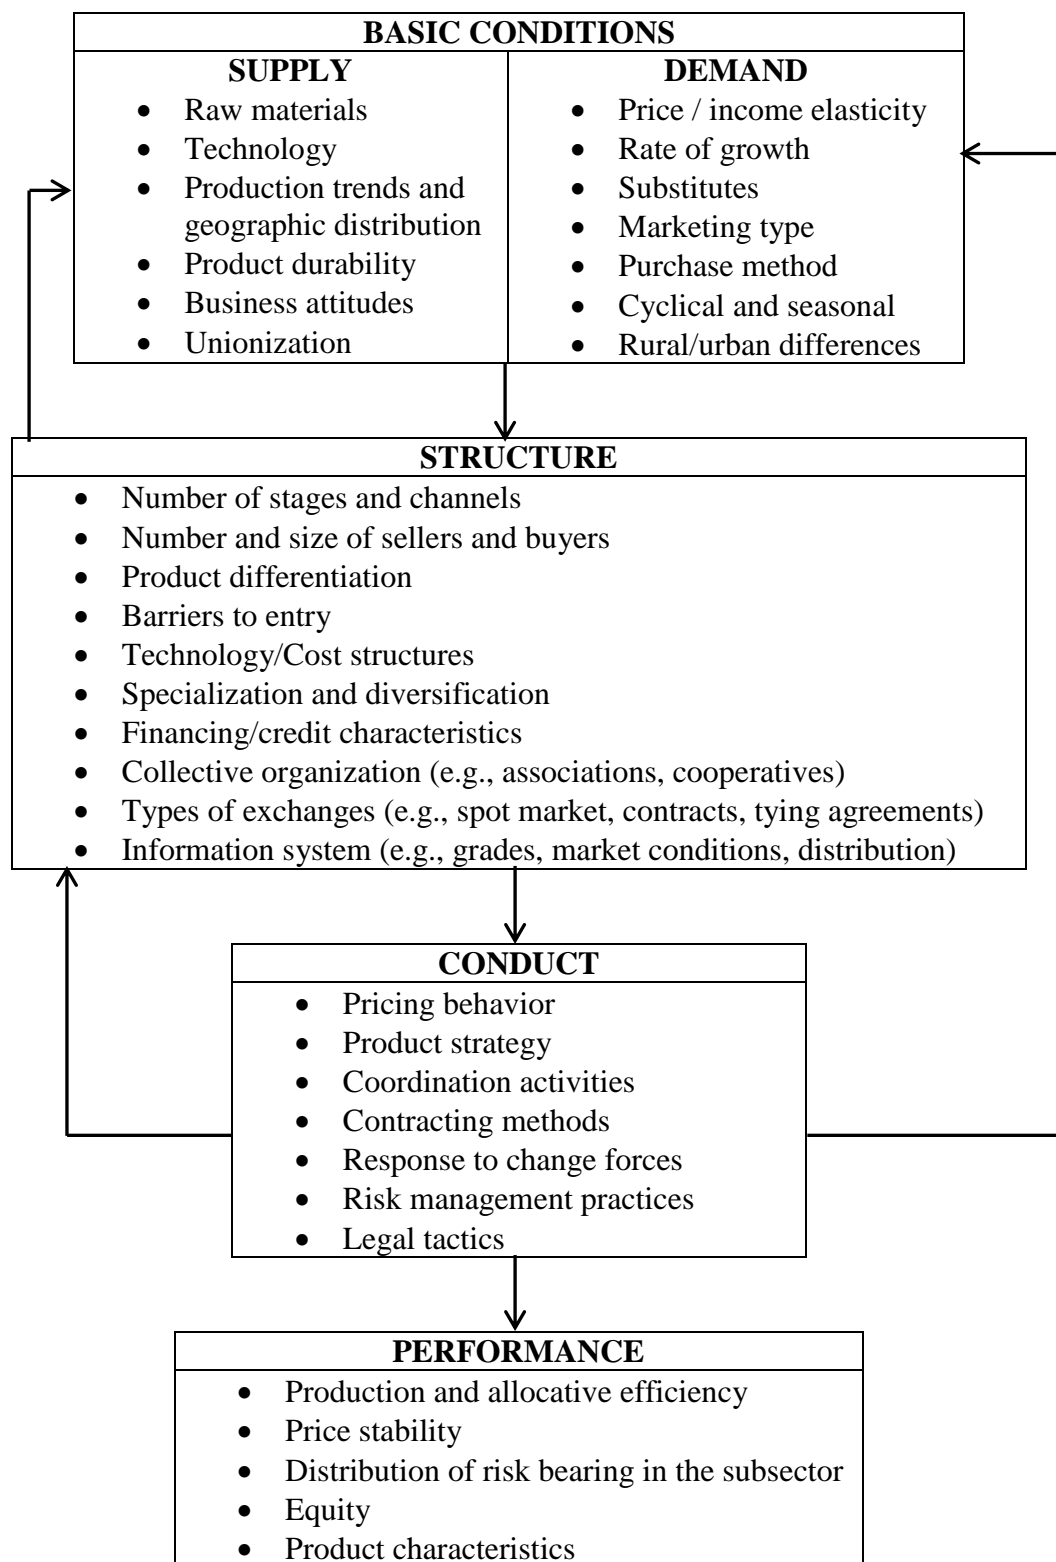 BASIC CONDITIONS
SUPPLY
• Raw materials
• Technology
• Production trends and
geographic distribution
• Product durability
• Business attitudes
• Unionization
DEMAND
• Price / income elasticity
• Rate of growth
• Substitutes
• Marketing type
• Purchase method
• Cyclical and seasonal
• Rural/urban differences
STRUCTURE
• Number of stages and channels
• Number and size of sellers and buyers
• Product differentiation
• Barriers to entry
• Technology/Cost structures
• Specialization and diversification
• Financing/credit characteristics
• Collective organization (e.g., associations, cooperatives)
• Types of exchanges (e.g., spot market, contracts, tying agreements)
• Information system (e.g., grades, market conditions, distribution)
CONDUCT
• Pricing behavior
• Product strategy
• Coordination activities
• Contracting methods
• Response to change forces
• Risk management practices
• Legal tactics
PERFORMANCE
• Production and allocative efficiency
• Price stability
• Distribution of risk bearing in the subsector
• Equity
• Product characteristics